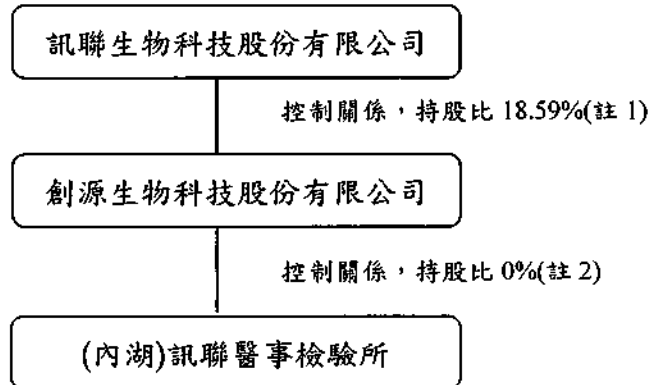 訊聯生物科技股份有限公司
控制關係，持股比 18.59%(註 1)
創源生物科技股份有限公司
控制關係，持股比 0%(註 2)
(內湖)訊聯醫事檢驗所